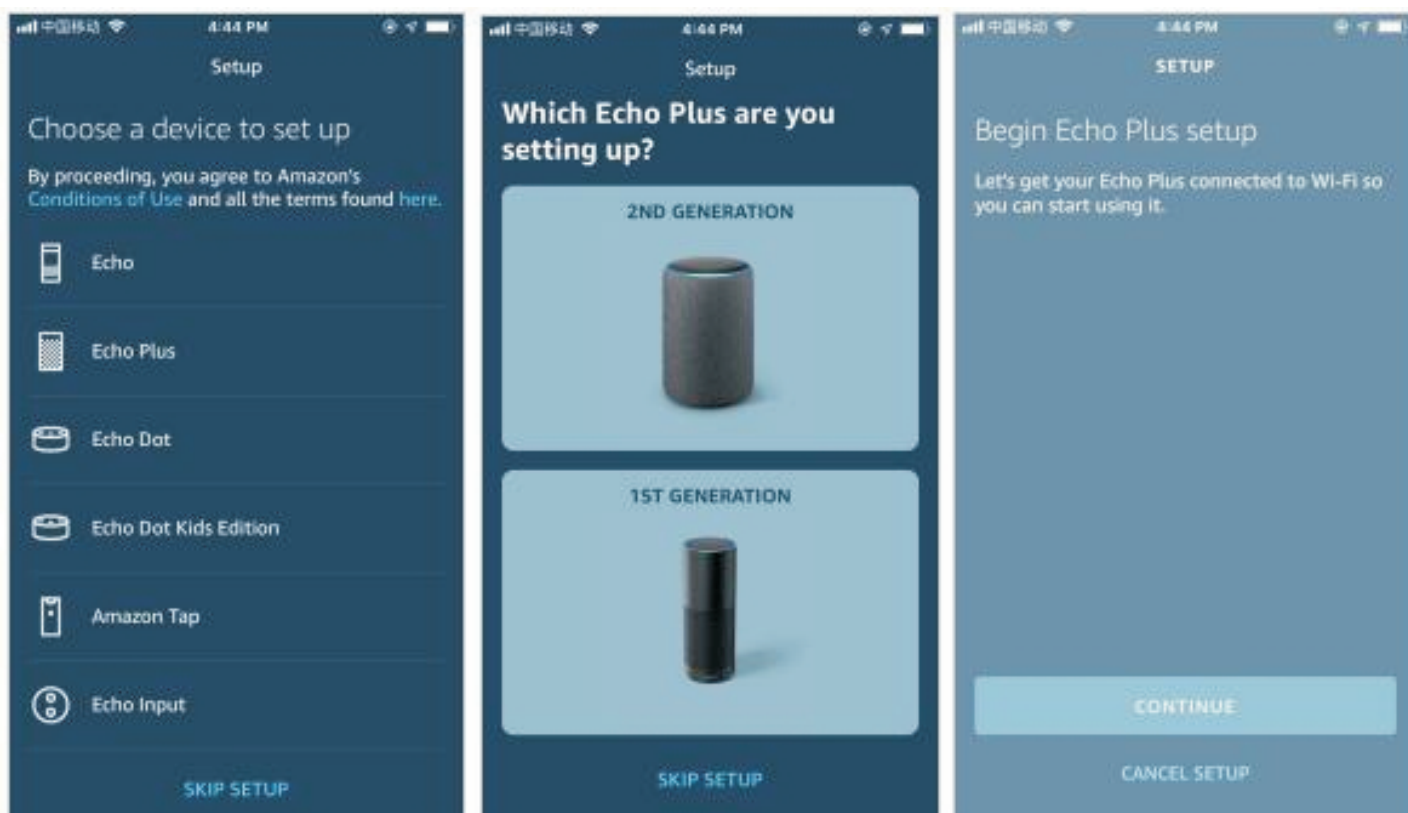 中国移动 4:44 PM
Setup
Choose a device to set up
By proceeding, you agree to Amazon's
Conditions of Use and all the terms found here.
Echo
Echo Plus
Echo Dot
Echo Dot Kids Edition
Amazon Tap
Echo Input
SKIP SETUP
中国移动 4:44 PM
Setup
Which Echo Plus are you
setting up?
2ND GENERATION
1ST GENERATION
SKIP SETUP
中国移动 4:44 PM
SETUP
Begin Echo Plus setup
Let's get your Echo Plus connected to Wi-Fi so
you can start using it.
CONTINUE
CANCEL SETUP